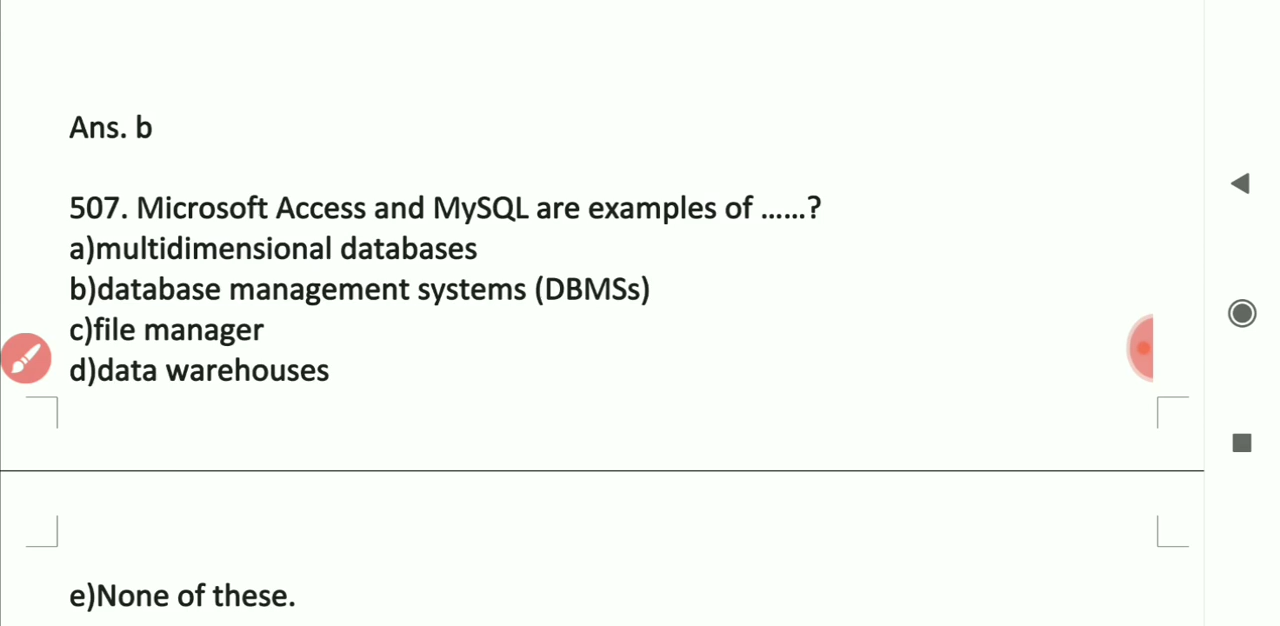 Ans. b
507. Microsoft Access and MySQL are examples of ......?
a)multidimensional databases
b)database management systems (DBMSs)
c)file manager
d)data warehouses
e)None of these.